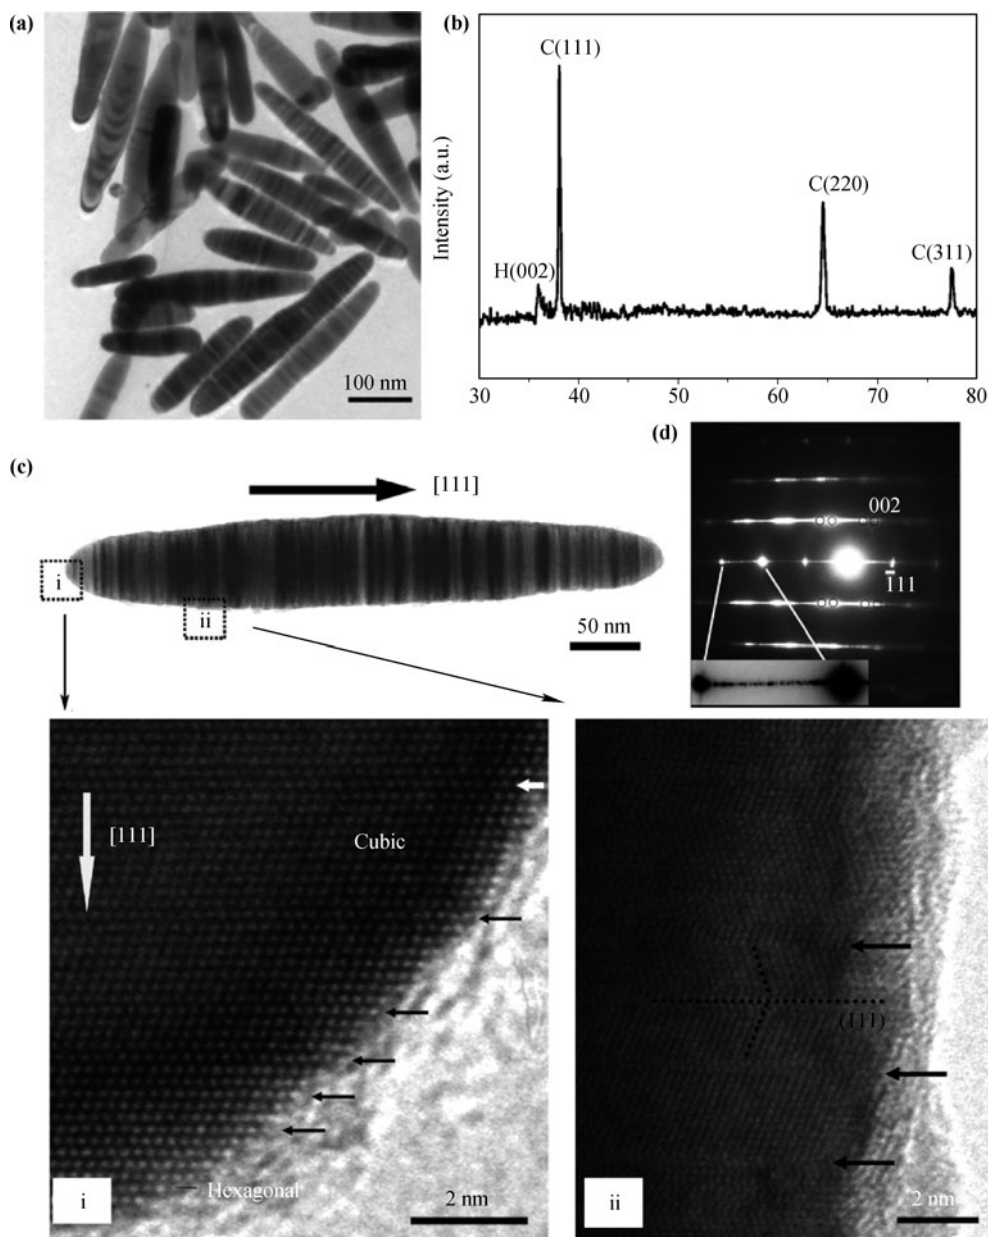 (a)
100 nm
(b)
Intensity (a.u.)
C(111)
C(220)
C(311)
H(002)
30 40 50 60 70 80
(c)
[111]
i
ii
50 nm
(d)
002
1̅11
[111]
Cubic
Hexagonal
i
2 nm
(111)
ii
2 nm